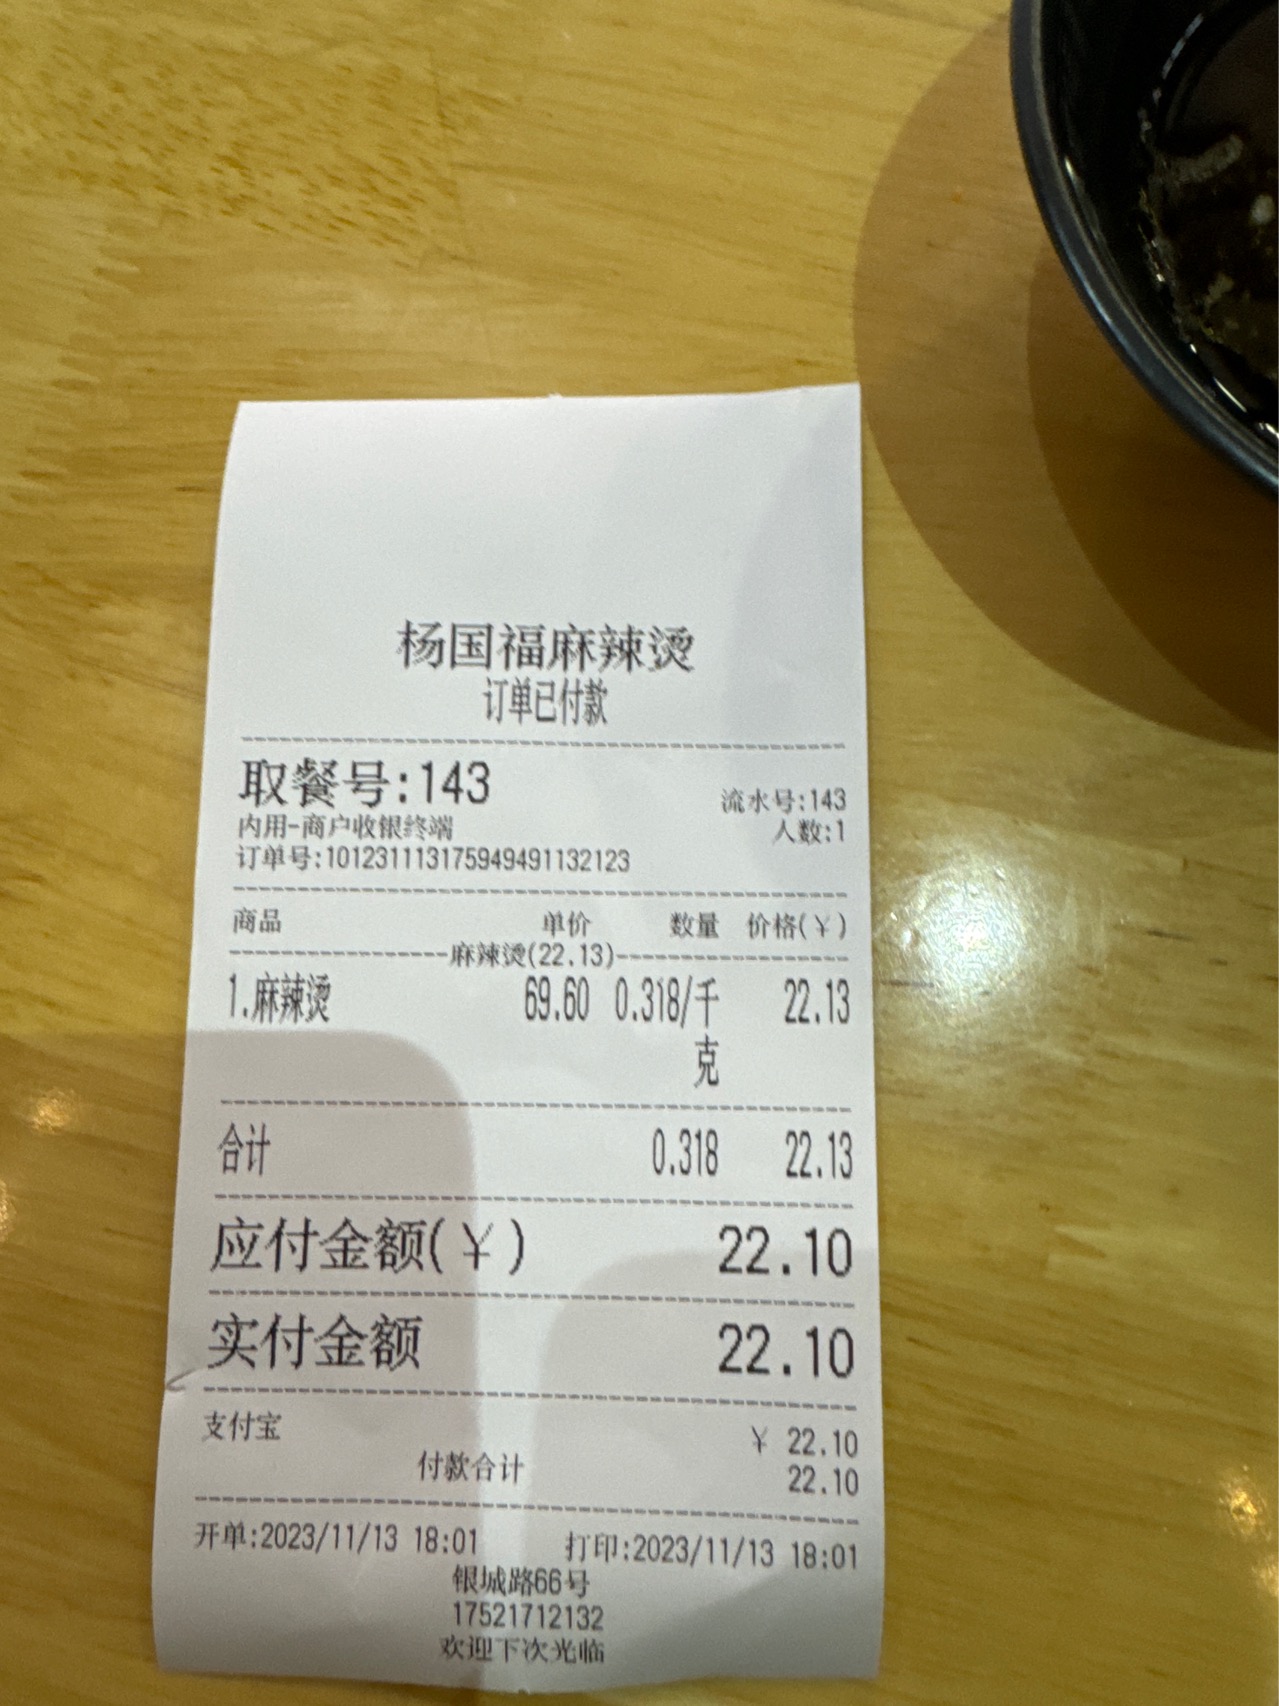 杨国福麻辣烫
订单已付款
取餐号:143
流水号:143
内用-商户收银终端
人数:1
订单号:101231113175949491132123
商品 单价 数量 价格(¥)
麻辣烫(22.13)
1.麻辣烫 69.60 0.318/千克 22.13
合计 0.318 22.13
应付金额(¥) 22.10
实付金额 22.10
支付宝 ¥ 22.10
付款合计 22.10
开单:2023/11/13 18:01 打印:2023/11/13 18:01
银城路66号
17521712132
欢迎下次光临